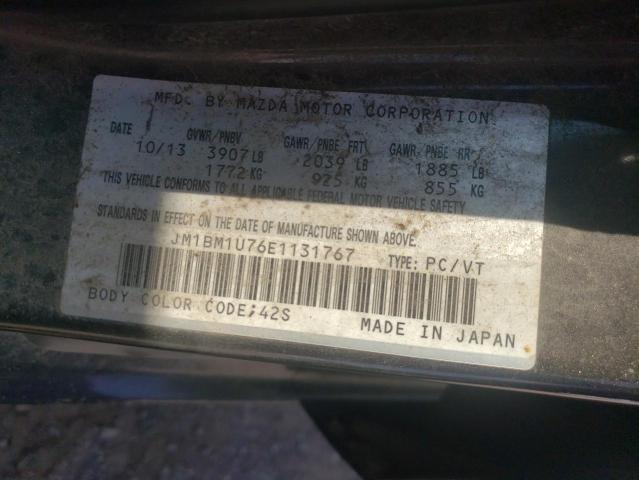 MFD. BY MAZDA MOTOR CORPORATION
DATE GVWR/PNBV GAWR/PNBE FRT GAWR/PNBE RR
10/13 3907 LB 2039 LB 1885 LB
1772 KG 925 KG 855 KG
THIS VEHICLE CONFORMS TO ALL APPLICABLE FEDERAL MOTOR VEHICLE SAFETY
STANDARDS IN EFFECT ON THE DATE OF MANUFACTURE SHOWN ABOVE.
JM1BM1U76E1131767 TYPE: PC/VT
BODY COLOR CODE;42S MADE IN JAPAN